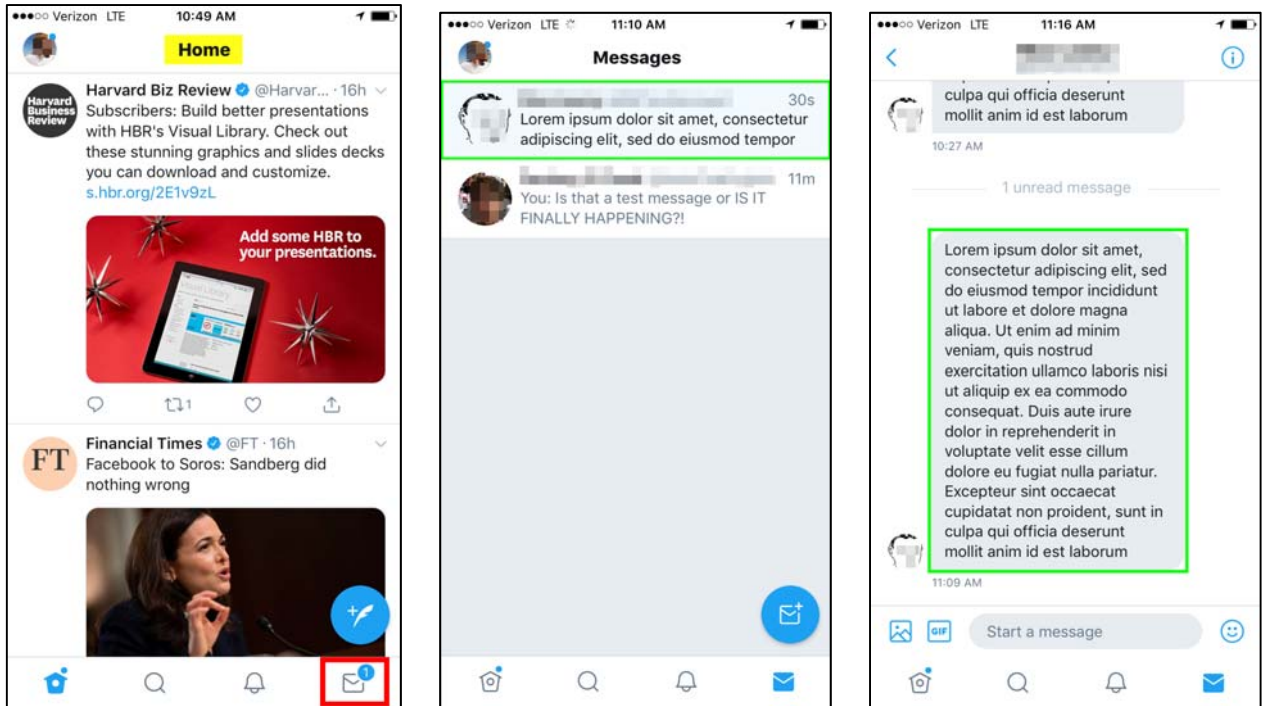 Verizon LTE 10:49 AM
Home
Harvard Business Review
Harvard Biz Review @Harvar... · 16h
Subscribers: Build better presentations
with HBR's Visual Library. Check out
these stunning graphics and slides decks
you can download and customize.
s.hbr.org/2E1v9zL
Add some HBR to
your presentations.
Visual Library
1
FT
Financial Times @FT · 16h
Facebook to Soros: Sandberg did
nothing wrong
1
Verizon LTE 11:10 AM
Messages
30s
Lorem ipsum dolor sit amet, consectetur
adipiscing elit, sed do eiusmod tempor
11m
You: Is that a test message or IS IT
FINALLY HAPPENING?!
Verizon LTE 11:16 AM
culpa qui officia deserunt
mollit anim id est laborum
10:27 AM
1 unread message
Lorem ipsum dolor sit amet,
consectetur adipiscing elit, sed
do eiusmod tempor incididunt
ut labore et dolore magna
aliqua. Ut enim ad minim
veniam, quis nostrud
exercitation ullamco laboris nisi
ut aliquip ex ea commodo
consequat. Duis aute irure
dolor in reprehenderit in
voluptate velit esse cillum
dolore eu fugiat nulla pariatur.
Excepteur sint occaecat
cupidatat non proident, sunt in
culpa qui officia deserunt
mollit anim id est laborum
11:09 AM
GIF
Start a message